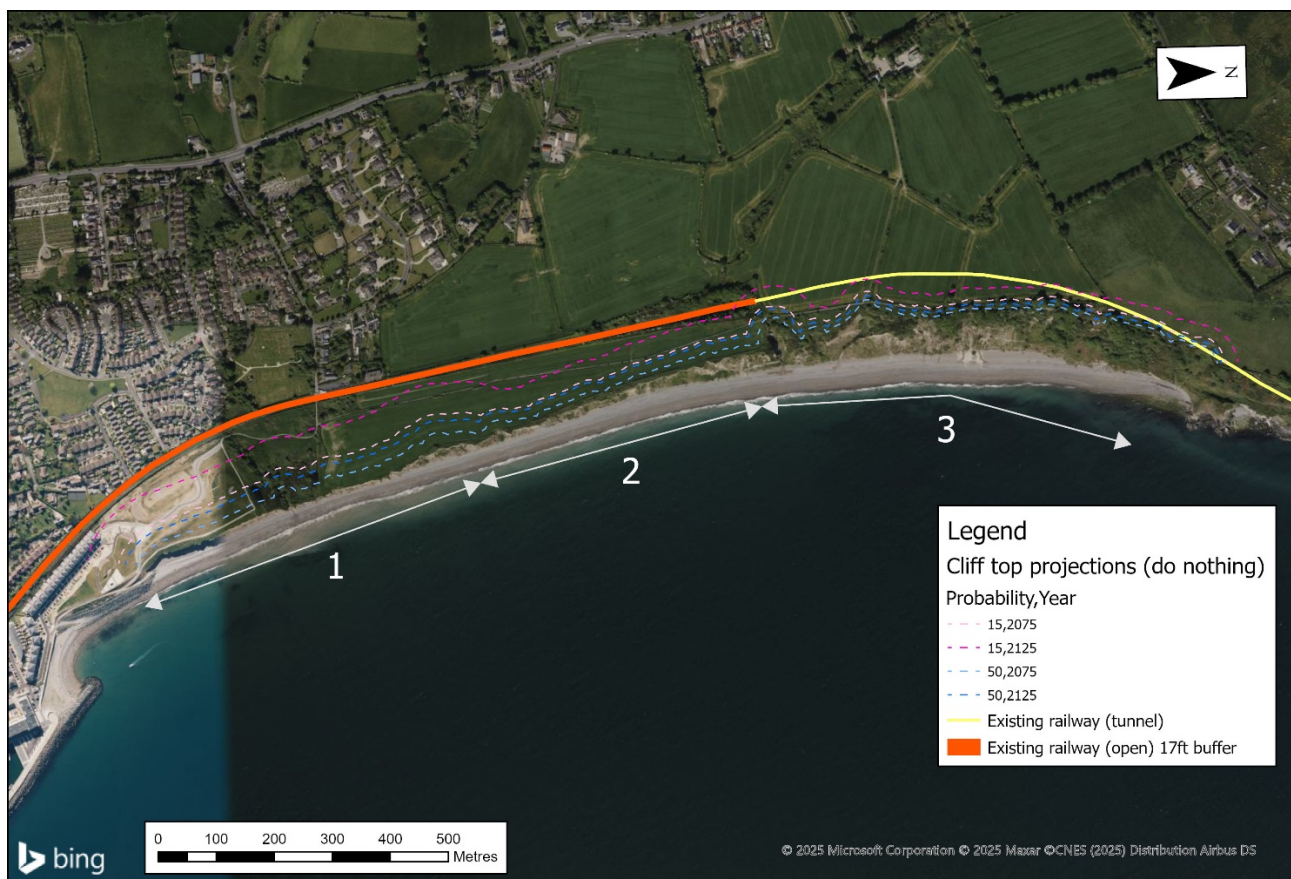 N
1
2
3
Legend
Cliff top projections (do nothing)
Probability,Year
15,2075
15,2125
50,2075
50,2125
Existing railway (tunnel)
Existing railway (open) 17ft buffer
0 100 200 300 400 500
Metres
bing
© 2025 Microsoft Corporation © 2025 Maxar ©CNES (2025) Distribution Airbus DS